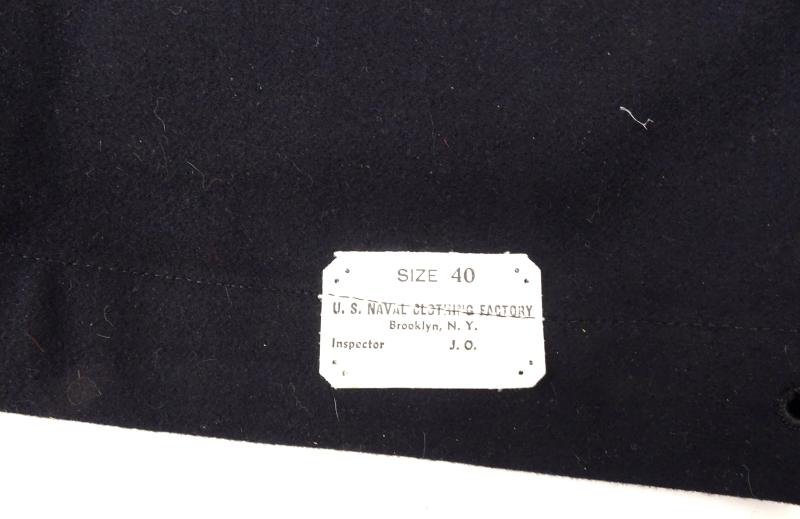 SIZE 40
U. S. NAVAL CLOTHING FACTORY
Brooklyn, N. Y.
Inspector J. O.